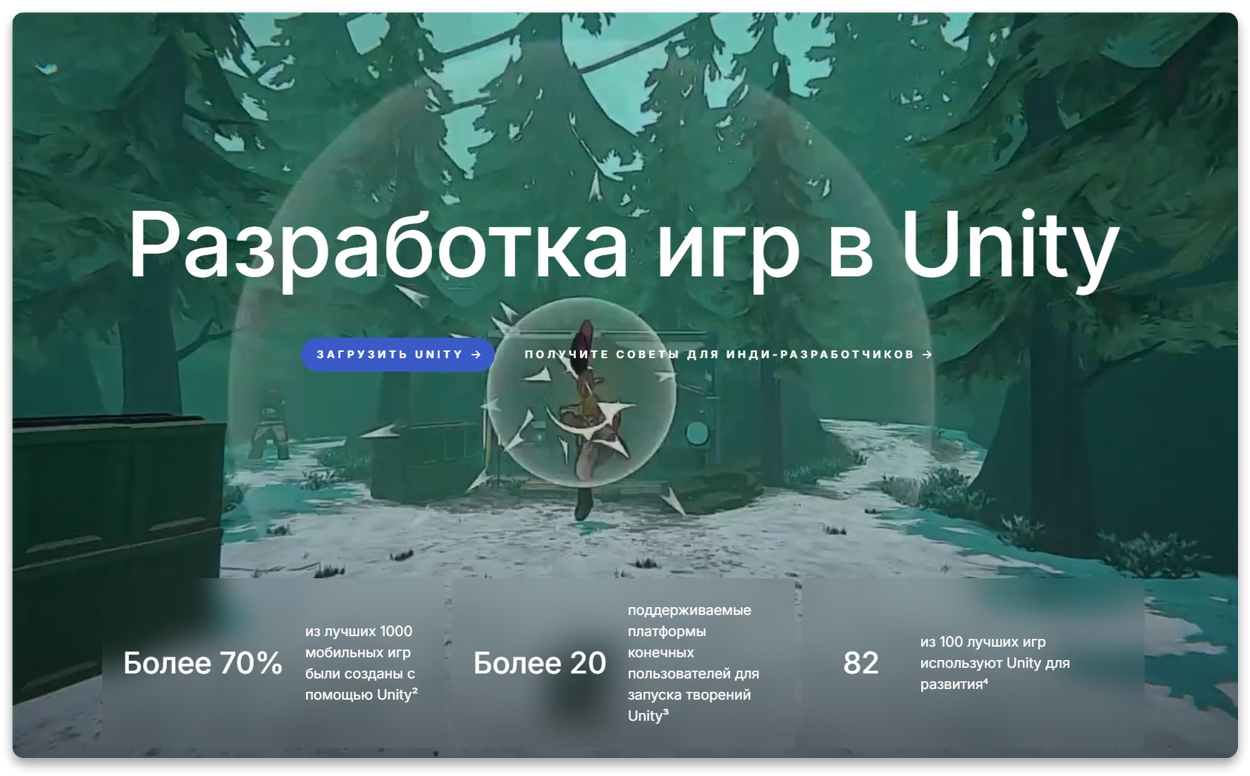 Разработка игр в Unity
ЗАГРУЗИТЬ UNITY →
ПОЛУЧИТЕ СОВЕТЫ ДЛЯ ИНДИ-РАЗРАБОТЧИКОВ →
Более 70%
из лучших 1000
мобильных игр
были созданы с
помощью Unity²
Более 20
поддерживаемые
платформы
конечных
пользователей для
запуска творений
Unity³
82
из 100 лучших игр
используют Unity для
развития⁴